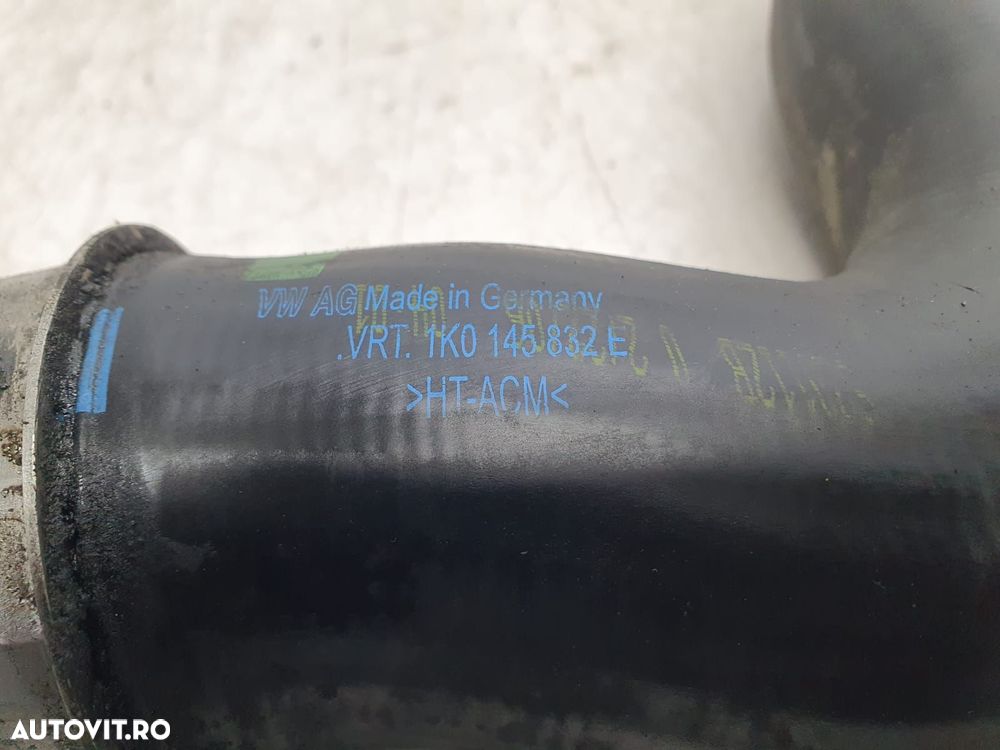 VW AG Made in Germany
.VRT. 1K0 145 832 E
>HT-ACM<
AUTOVIT.RO